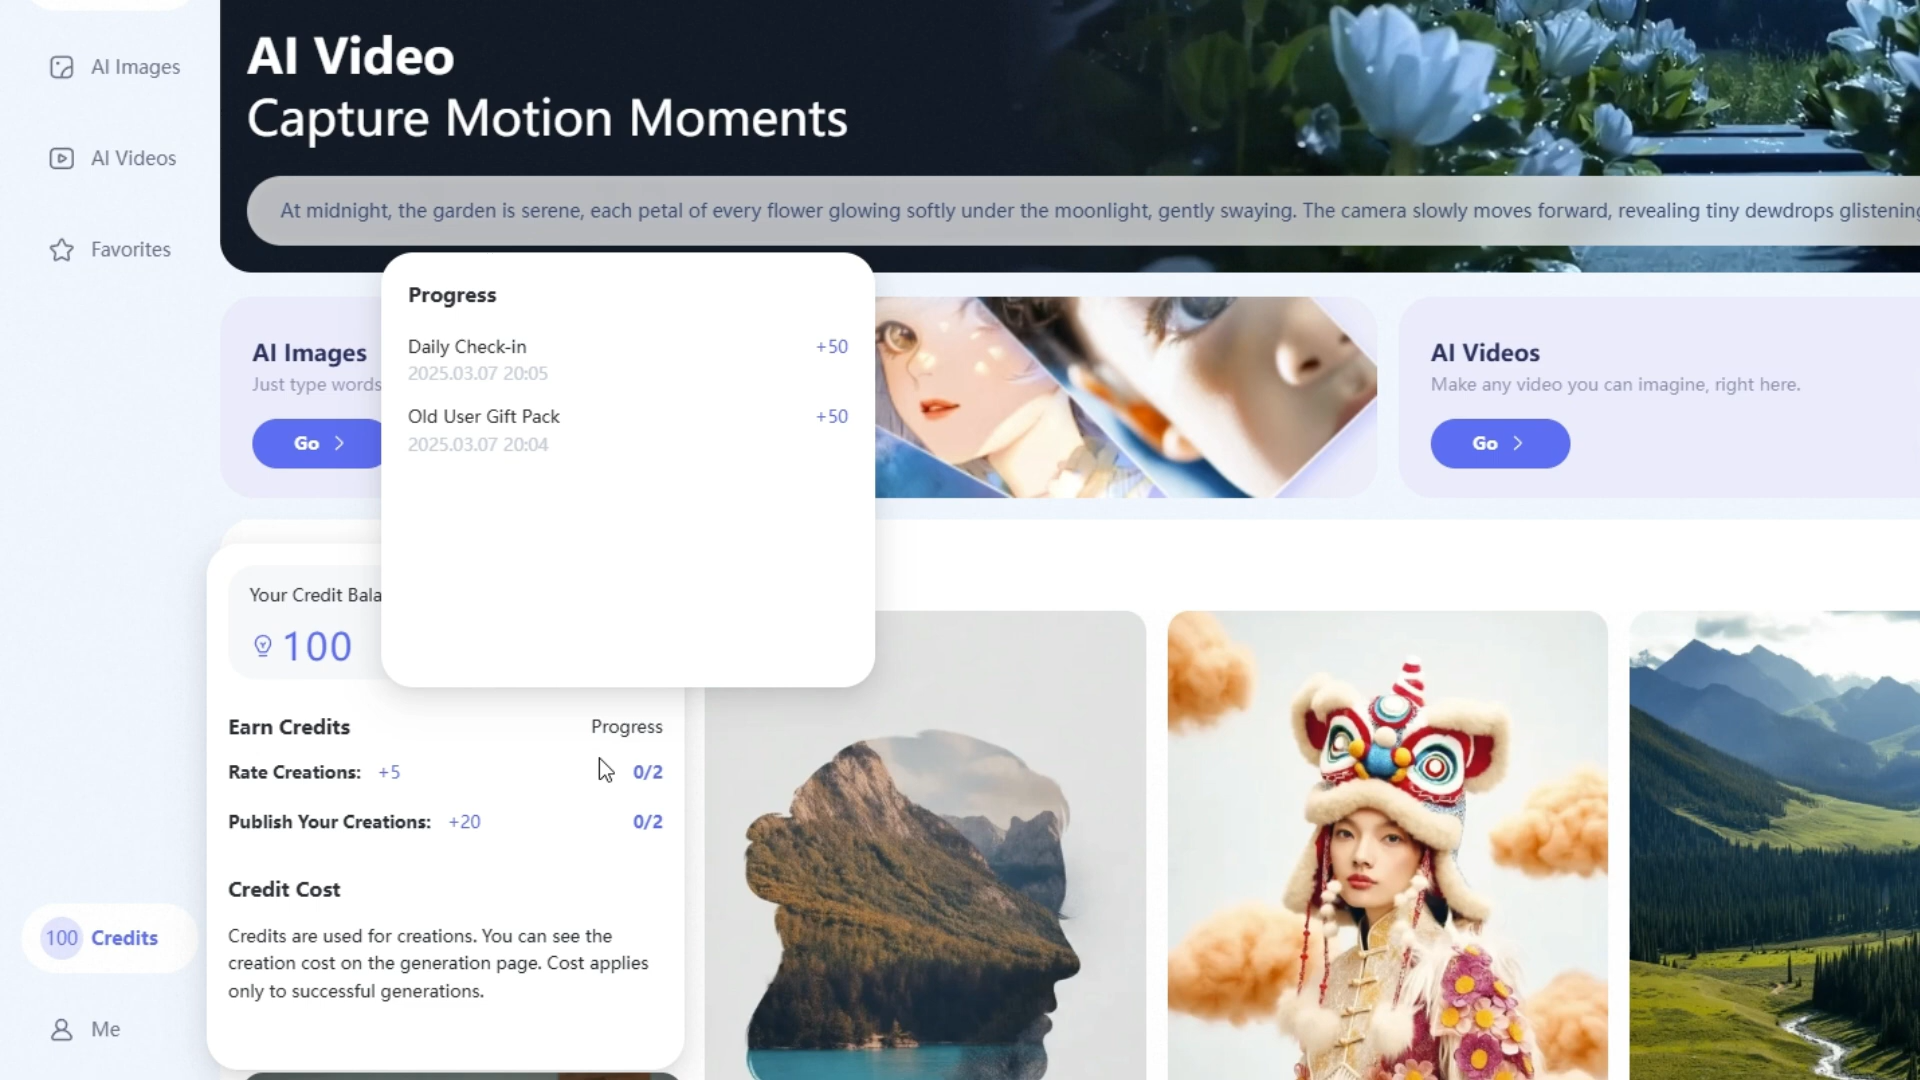 AI Images
AI Videos
Favorites
AI Video
Capture Motion Moments
At midnight, the garden is serene, each petal of every flower glowing softly under the moonlight, gently swaying. The camera slowly moves forward, revealing tiny dewdrops glistening
Progress
Daily Check-in +50
2025.03.07 20:05
Old User Gift Pack +50
2025.03.07 20:04
AI Images
Just type words
Go
AI Videos
Make any video you can imagine, right here.
Go
Your Credit Bala
100
Earn Credits Progress
Rate Creations: +5 0/2
Publish Your Creations: +20 0/2
Credit Cost
Credits are used for creations. You can see the
creation cost on the generation page. Cost applies
only to successful generations.
100 Credits
Me